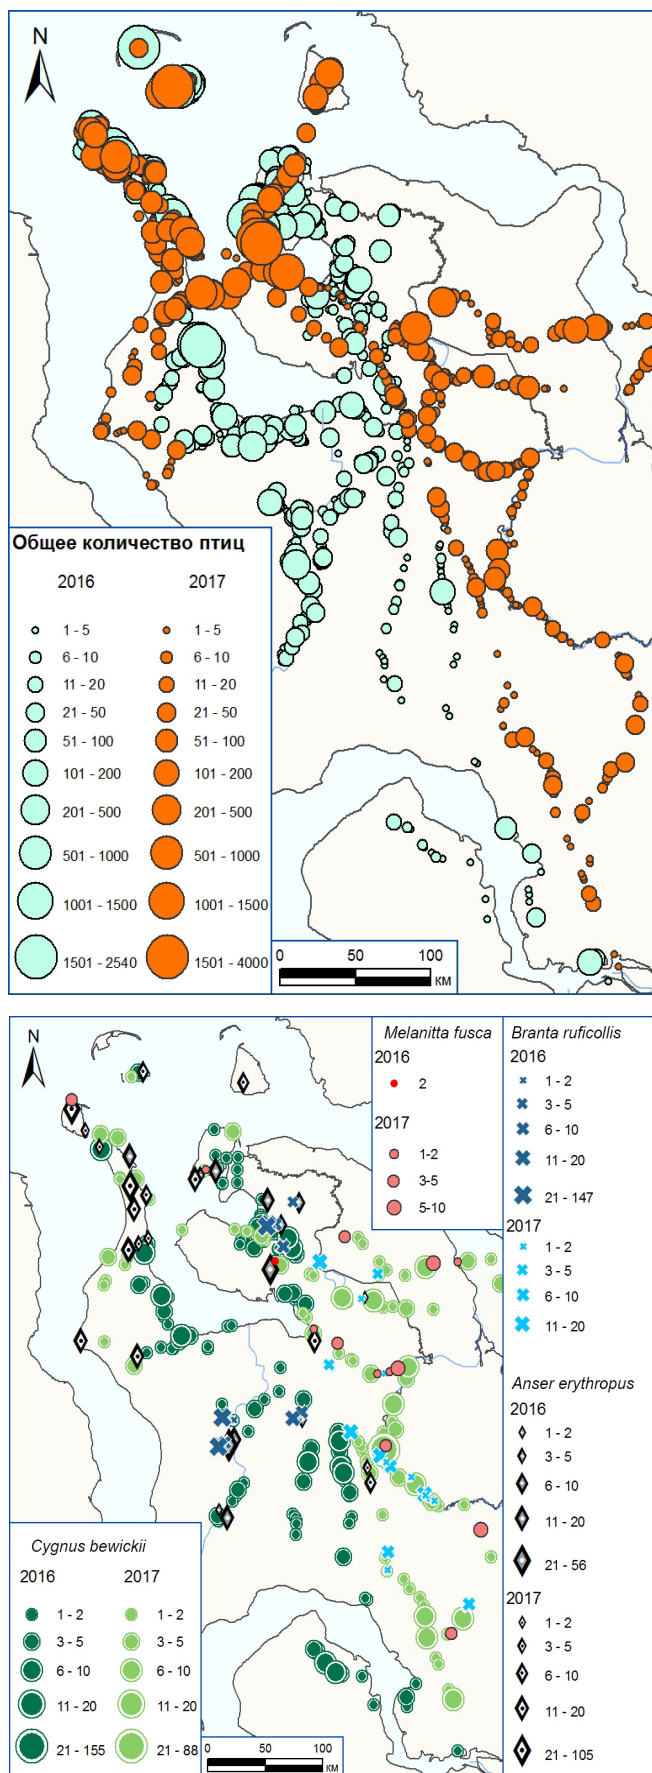 N
Общее количество птиц
2016 2017
1 - 5 1 - 5
6 - 10 6 - 10
11 - 20 11 - 20
21 - 50 21 - 50
51 - 100 51 - 100
101 - 200 101 - 200
201 - 500 201 - 500
501 - 1000 501 - 1000
1001 - 1500 1001 - 1500
1501 - 2540 1501 - 4000
0 50 100
КМ
N
Melanitta fusca
2016
2
2017
1-2
3-5
5-10
Branta ruficollis
2016
1 - 2
3 - 5
6 - 10
11 - 20
21 - 147
2017
1 - 2
3 - 5
6 - 10
11 - 20
Anser erythropus
2016
1 - 2
3 - 5
6 - 10
11 - 20
21 - 56
2017
1 - 2
3 - 5
6 - 10
11 - 20
21 - 105
Cygnus bewickii
2016 2017
1 - 2 1 - 2
3 - 5 3 - 5
6 - 10 6 - 10
11 - 20 11 - 20
21 - 155 21 - 88
0 50 100
КМ